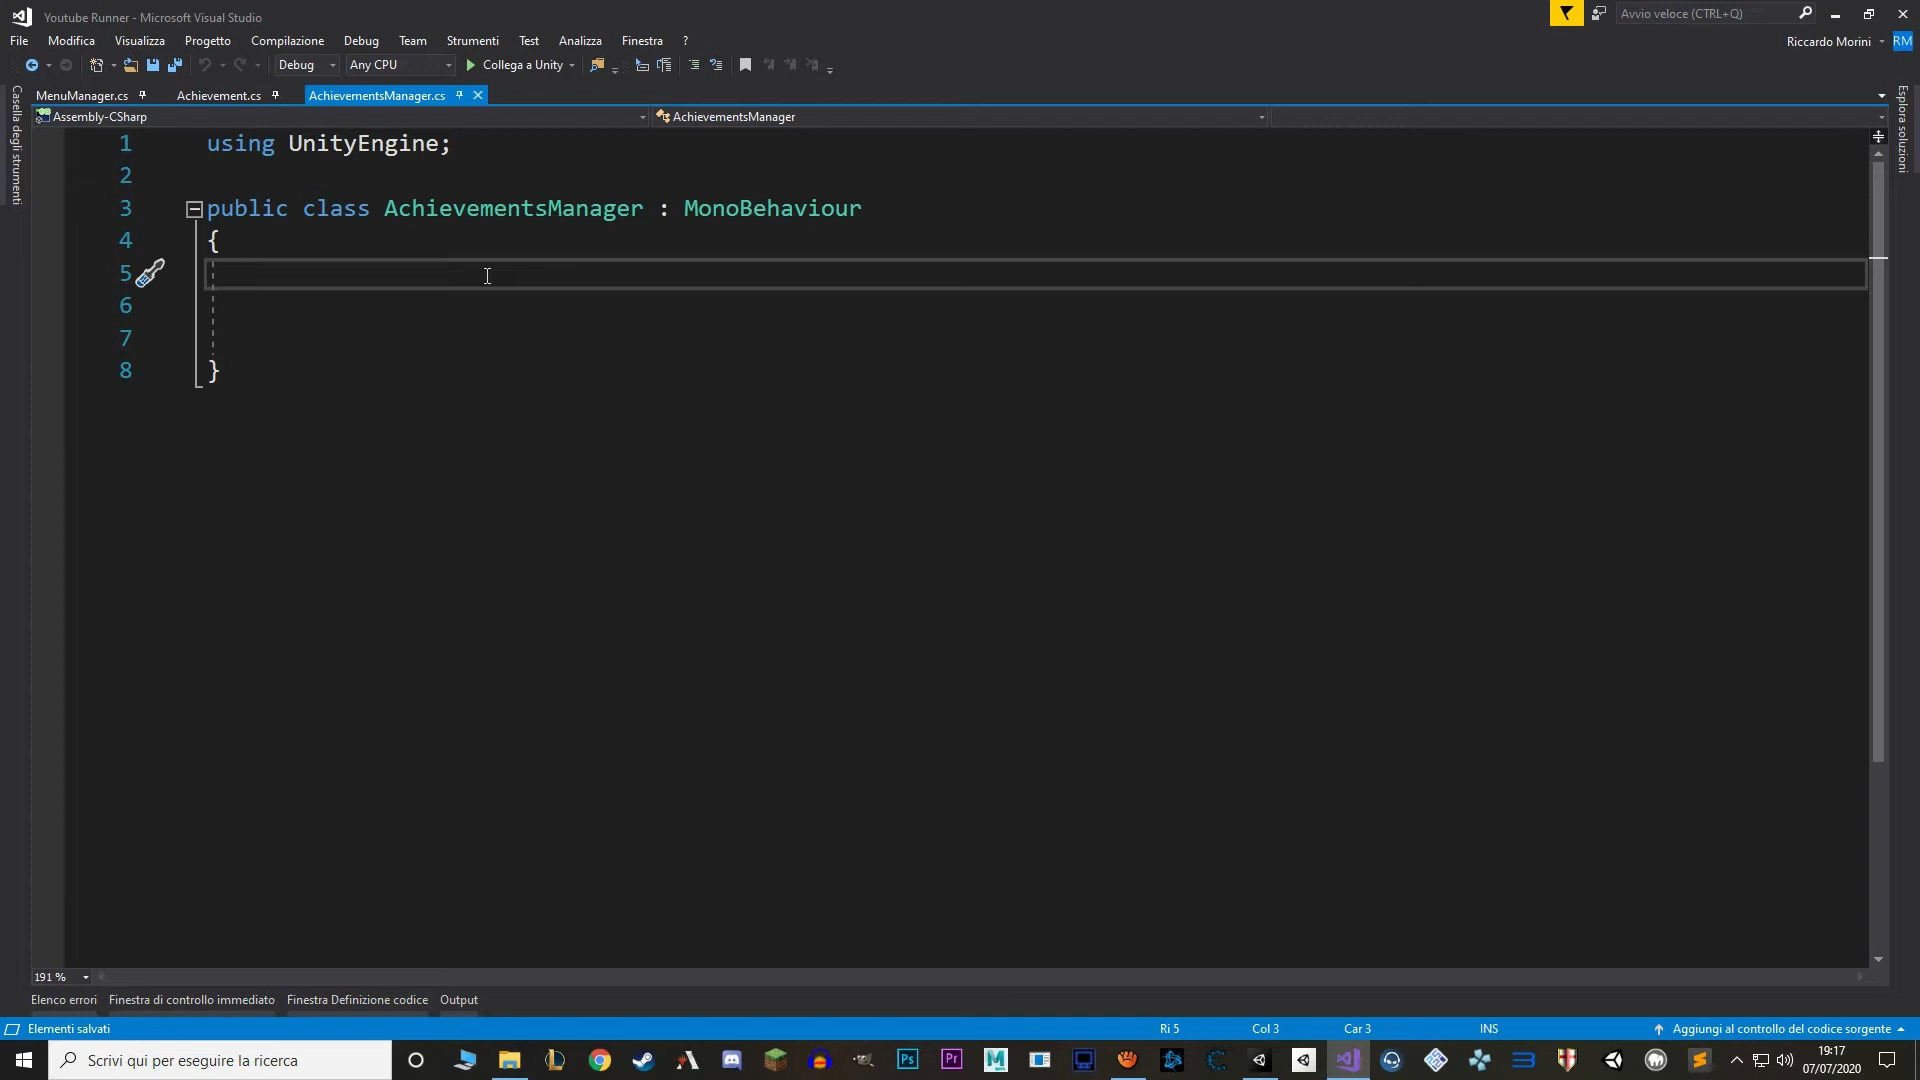 Youtube Runner - Microsoft Visual Studio
Avvio veloce (CTRL+Q)
File Modifica Visualizza Progetto Compilazione Debug Team Strumenti Test Analizza Finestra ?
Riccardo Morini RM
Debug Any CPU Collega a Unity
MenuManager.cs Achievement.cs AchievementsManager.cs
Assembly-CSharp AchievementsManager
Casella degli strumenti
Esplora soluzioni
1 using UnityEngine;
2
3 public class AchievementsManager : MonoBehaviour
4 {
5
6
7
8 }
191 %
Elenco errori Finestra di controllo immediato Finestra Definizione codice Output
Elementi salvati Ri 5 Col 3 Car 3 INS Aggiungi al controllo del codice sorgente
Scrivi qui per eseguire la ricerca
Ps Pr M
19:17
07/07/2020